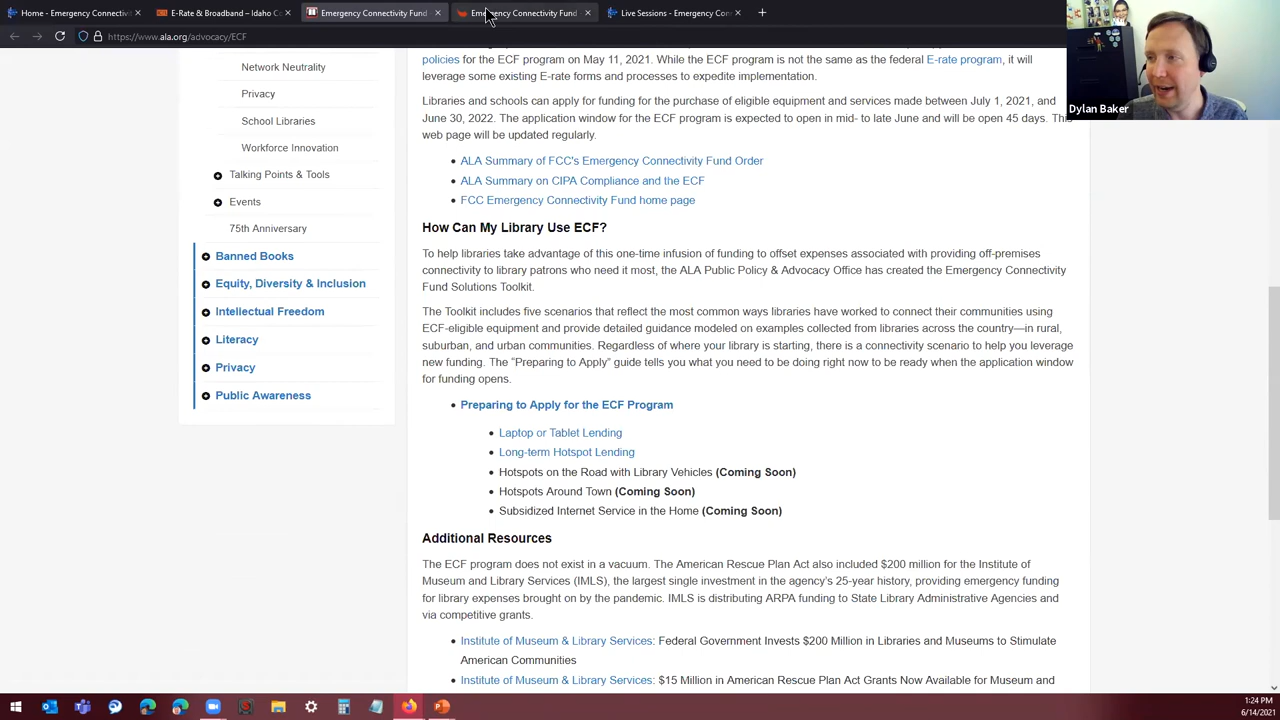 Home - Emergency Connectivi
E-Rate & Broadband – Idaho Co
Emergency Connectivity Fund
Emergency Connectivity Fund
Live Sessions - Emergency Con
https://www.ala.org/advocacy/ECF
Dylan Baker
Network Neutrality
Privacy
School Libraries
Workforce Innovation
Talking Points & Tools
Events
75th Anniversary
Banned Books
Equity, Diversity & Inclusion
Intellectual Freedom
Literacy
Privacy
Public Awareness
policies for the ECF program on May 11, 2021. While the ECF program is not the same as the federal E-rate program, it will
leverage some existing E-rate forms and processes to expedite implementation.
Libraries and schools can apply for funding for the purchase of eligible equipment and services made between July 1, 2021, and
June 30, 2022. The application window for the ECF program is expected to open in mid- to late June and will be open 45 days. This
web page will be updated regularly.
• ALA Summary of FCC's Emergency Connectivity Fund Order
• ALA Summary on CIPA Compliance and the ECF
• FCC Emergency Connectivity Fund home page
How Can My Library Use ECF?
To help libraries take advantage of this one-time infusion of funding to offset expenses associated with providing off-premises
connectivity to library patrons who need it most, the ALA Public Policy & Advocacy Office has created the Emergency Connectivity
Fund Solutions Toolkit.
The Toolkit includes five scenarios that reflect the most common ways libraries have worked to connect their communities using
ECF-eligible equipment and provide detailed guidance modeled on examples collected from libraries across the country—in rural,
suburban, and urban communities. Regardless of where your library is starting, there is a connectivity scenario to help you leverage
new funding. The “Preparing to Apply” guide tells you what you need to be doing right now to be ready when the application window
for funding opens.
• Preparing to Apply for the ECF Program
• Laptop or Tablet Lending
• Long-term Hotspot Lending
• Hotspots on the Road with Library Vehicles (Coming Soon)
• Hotspots Around Town (Coming Soon)
• Subsidized Internet Service in the Home (Coming Soon)
Additional Resources
The ECF program does not exist in a vacuum. The American Rescue Plan Act also included $200 million for the Institute of
Museum and Library Services (IMLS), the largest single investment in the agency’s 25-year history, providing emergency funding
for library expenses brought on by the pandemic. IMLS is distributing ARPA funding to State Library Administrative Agencies and
via competitive grants.
• Institute of Museum & Library Services: Federal Government Invests $200 Million in Libraries and Museums to Stimulate
American Communities
• Institute of Museum & Library Services: $15 Million in American Rescue Plan Act Grants Now Available for Museum and
1:24 PM
6/14/2021